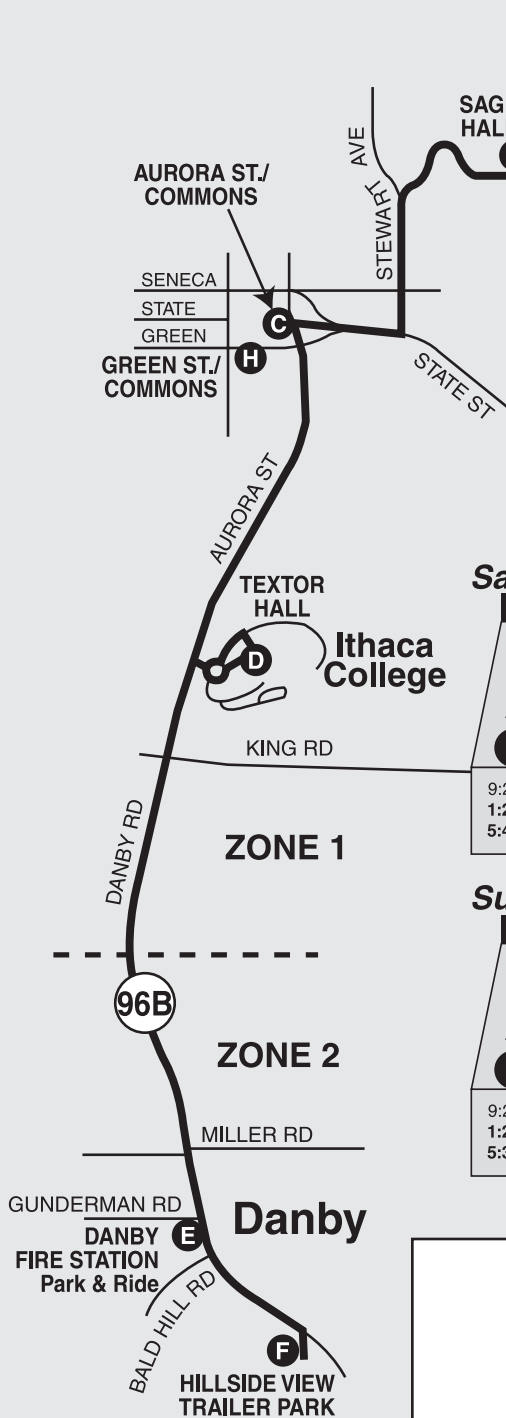 SAG
HAL
AVE
STEWART
AURORA ST./
COMMONS
SENECA
STATE
GREEN
C
H
GREEN ST./
COMMONS
STATE ST
AURORA ST
TEXTOR
HALL
D
Ithaca
College
Sa
KING RD
9:2
1:2
5:4
DANBY RD
ZONE 1
Su
96B
ZONE 2
9:2
1:2
5:3
MILLER RD
GUNDERMAN RD
Danby
DANBY
FIRE STATION
Park & Ride
E
BALD HILL RD
F
HILLSIDE VIEW
TRAILER PARK